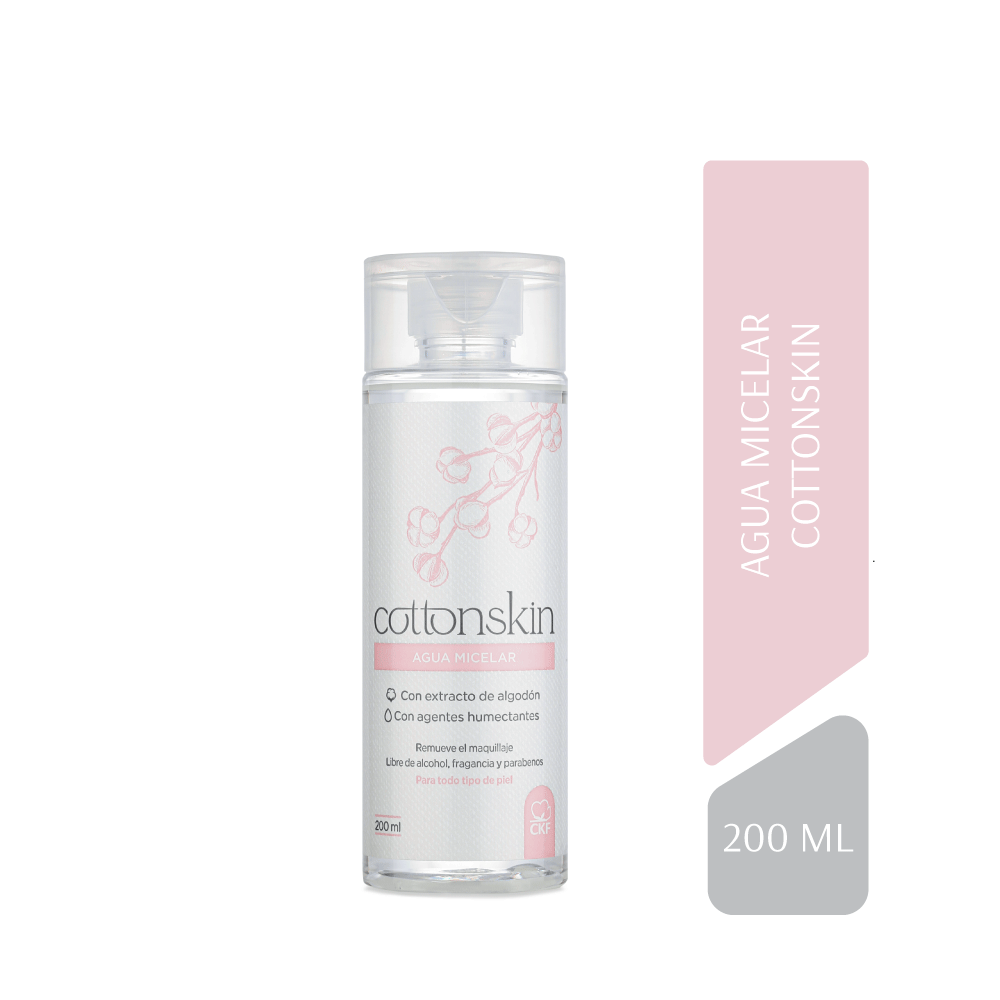 cottonskin
AGUA MICELAR
Con extracto de algodón
Con agentes humectantes
Remueve el maquillaje
Libre de alcohol, fragancia y parabenos
Para todo tipo de piel
200 ml
CKF
AGUA MICELAR
COTTONSKIN
200 ML